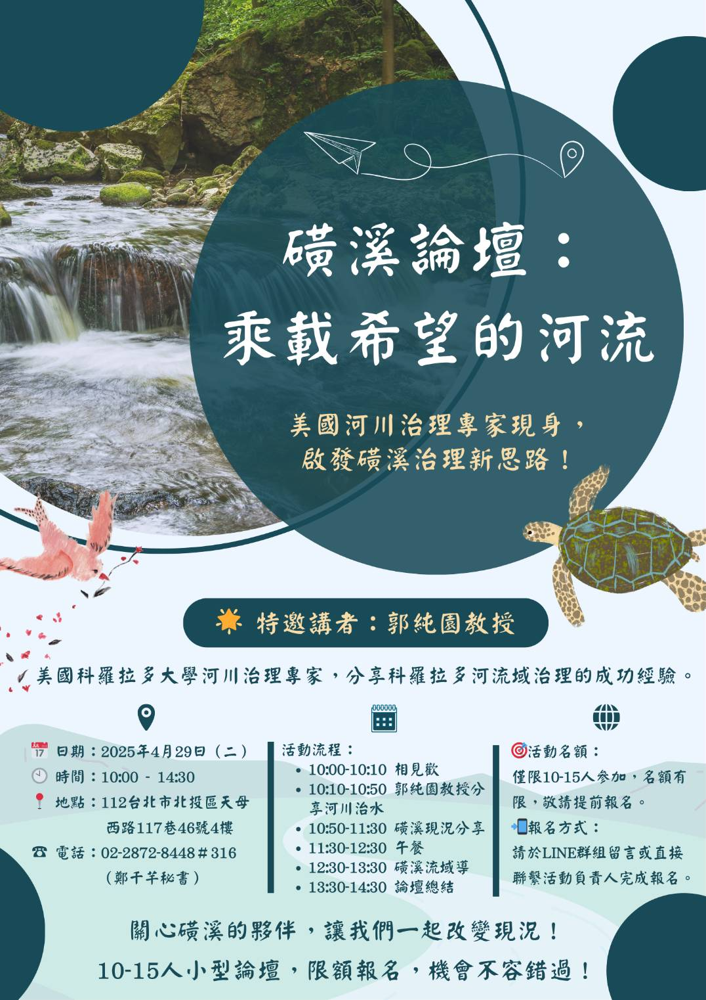 磺溪論壇：
乘載希望的河流
美國河川治理專家現身，
啟發磺溪治理新思路！
特邀講者：郭純園教授
美國科羅拉多大學河川治理專家，分享科羅拉多河流域治理的成功經驗。
JUL 17
日期：2025年4月29日（二）
時間：10:00 - 14:30
地點：112台北市北投區天母
西路117巷46號4樓
電話：02-2872-8448＃316
（鄭千芊秘書）
活動流程：
• 10:00-10:10 相見歡
• 10:10-10:50 郭純園教授分
享河川治水
• 10:50-11:30 磺溪現況分享
• 11:30-12:30 午餐
• 12:30-13:30 磺溪流域導
• 13:30-14:30 論壇總結
活動名額：
僅限10-15人參加，名額有
限，敬請提前報名。
報名方式：
請於LINE群組留言或直接
聯繫活動負責人完成報名。
關心磺溪的夥伴，讓我們一起改變現況！
10-15人小型論壇，限額報名，機會不容錯過！